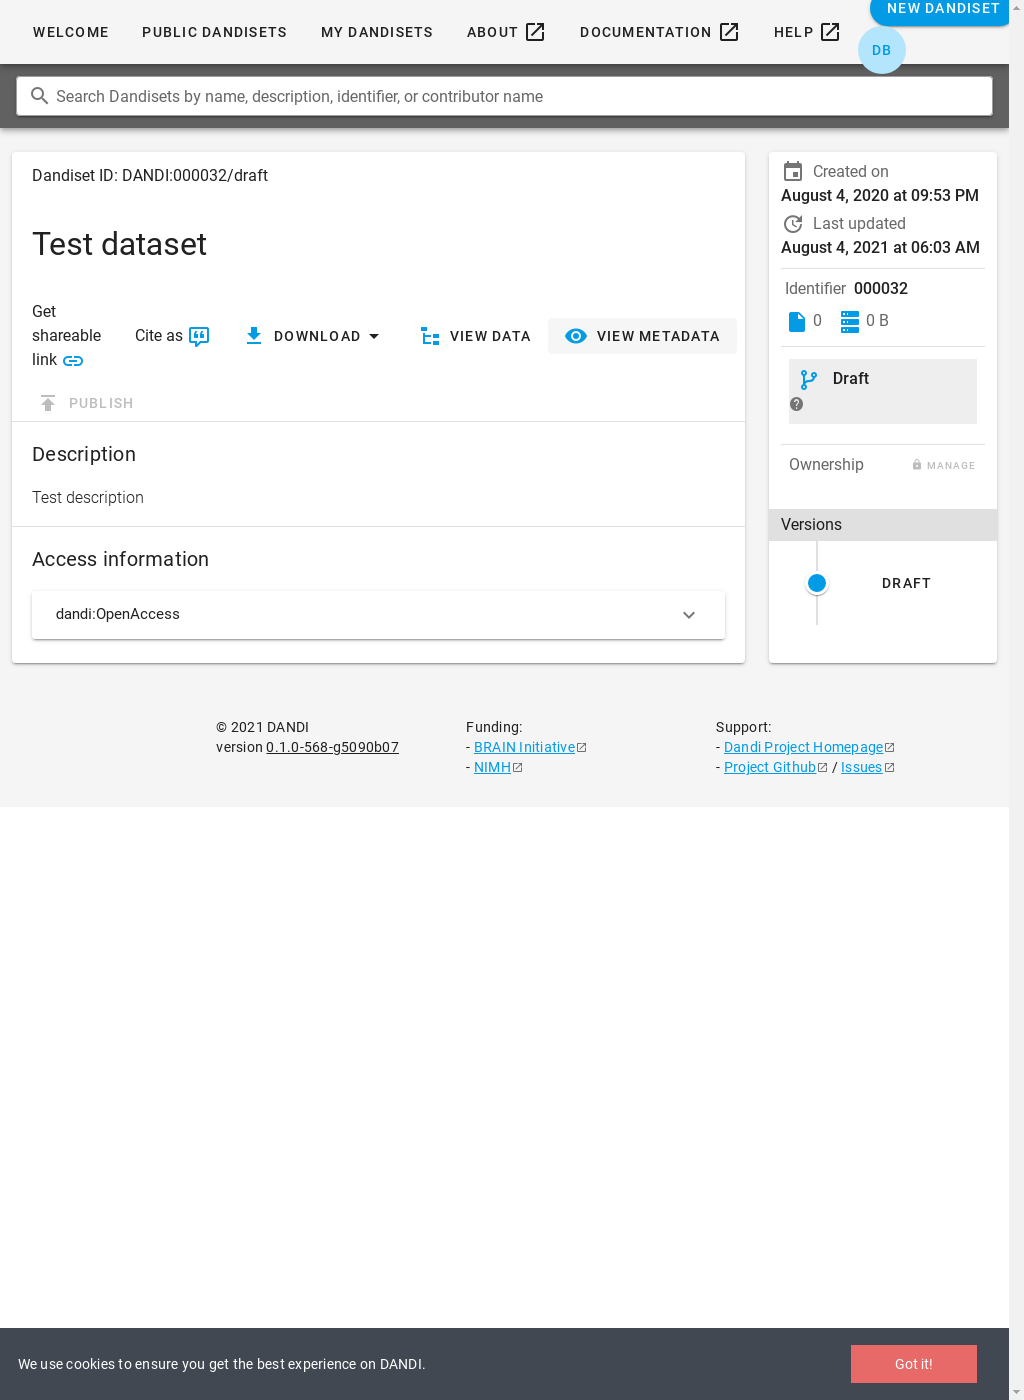 WELCOME PUBLIC DANDISETS MY DANDISETS ABOUT DOCUMENTATION HELP NEW DANDISET
DB
Search Dandisets by name, description, identifier, or contributor name
Dandiset ID: DANDI:000032/draft
Test dataset
Get
shareable
link
Cite as
DOWNLOAD
VIEW DATA
VIEW METADATA
PUBLISH
Description
Test description
Access information
dandi:OpenAccess
Created on
August 4, 2020 at 09:53 PM
Last updated
August 4, 2021 at 06:03 AM
Identifier 000032
0 0 B
Draft
Ownership MANAGE
Versions
DRAFT
© 2021 DANDI
version 0.1.0-568-g5090b07
Funding:
- BRAIN Initiative
- NIMH
Support:
- Dandi Project Homepage
- Project Github / Issues
We use cookies to ensure you get the best experience on DANDI.
Got it!